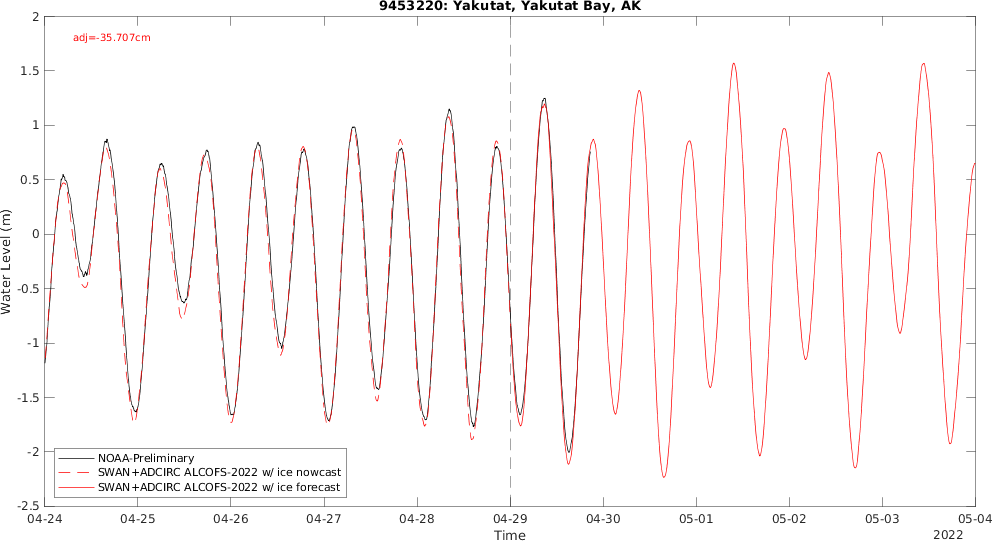 9453220: Yakutat, Yakutat Bay, AK
adj=-35.707cm
Water Level (m)
2
1.5
1
0.5
0
-0.5
-1
-1.5
-2
-2.5
NOAA-Preliminary
SWAN+ADCIRC ALCOFS-2022 w/ ice nowcast
SWAN+ADCIRC ALCOFS-2022 w/ ice forecast
04-24 04-25 04-26 04-27 04-28 04-29 04-30 05-01 05-02 05-03 05-04
Time
2022